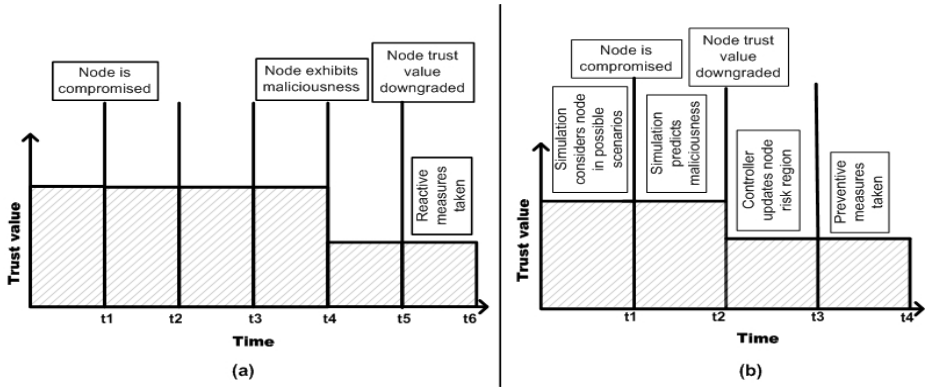 Node is
compromised
Node exhibits
maliciousness
Node trust
value
downgraded
Reactive
measures
taken
Trust value
t1
t2
t3
t4
t5
t6
Time
(a)
Node is
compromised
Node trust value
downgraded
Simulation
considers node
in possible
scenarios
Simulation
predicts
maliciousness
Controller
updates node
risk region
Preventive
measures
taken
Trust value
t1
t2
t3
t4
Time
(b)